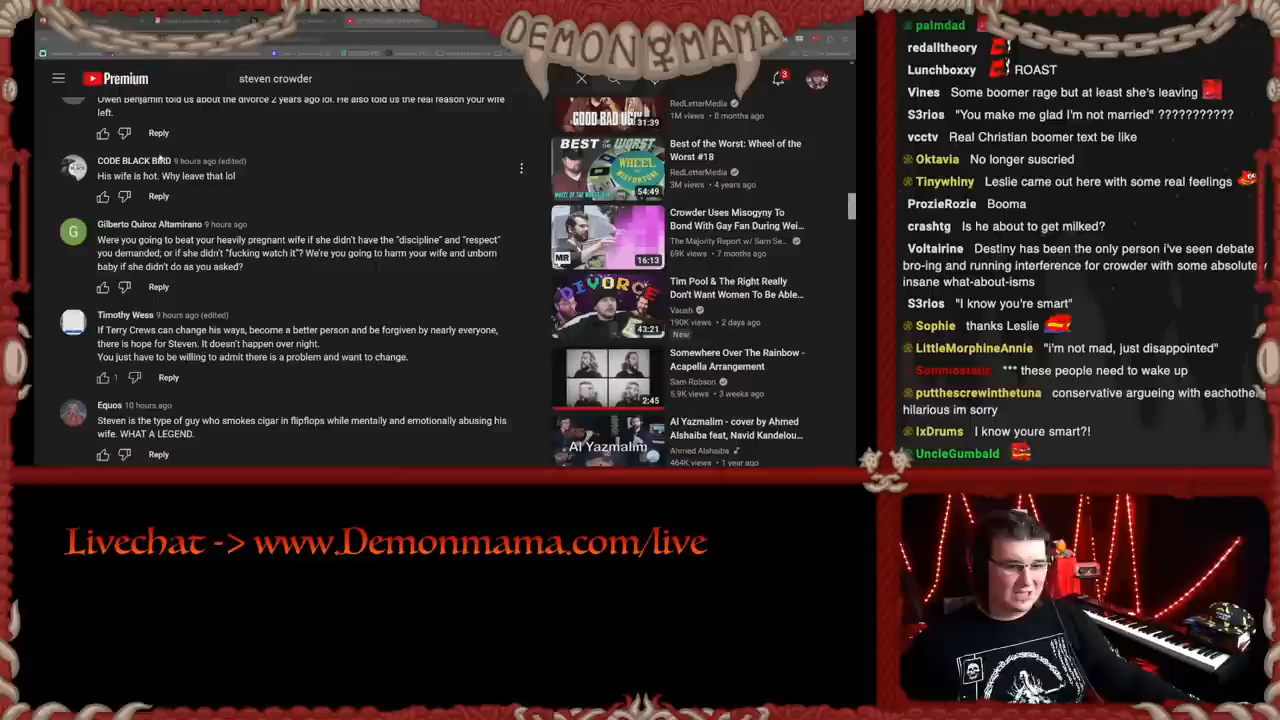 DEMON MAMA
Premium
steven crowder
3
Owen Benjamin told us about the divorce 2 years ago lol. He also told us the real reason your wife
left.
Reply
CODE BLACK BIRD 9 hours ago (edited)
His wife is hot. Why leave that lol
Reply
G
Gilberto Quiroz Altamirano 9 hours ago
Were you going to beat your heavily pregnant wife if she didn't have the "discipline" and "respect"
you demanded; or if she didn't "fucking watch it"? We're you going to harm your wife and unborn
baby if she didn't do as you asked?
Reply
Timothy Wess 9 hours ago (edited)
If Terry Crews can change his ways, become a better person and be forgiven by nearly everyone,
there is hope for Steven. It doesn't happen over night.
You just have to be willing to admit there is a problem and want to change.
1
Reply
Equos 10 hours ago
Steven is the type of guy who smokes cigar in flipflops while mentally and emotionally abusing his
wife. WHAT A LEGEND.
Reply
GOOD BAD UGLY
31:39
RedLetterMedia
1M views • 8 months ago
BEST OF THE WORST
WHEEL
54:49
Best of the Worst: Wheel of the
Worst #18
RedLetterMedia
3M views • 4 years ago
MR
16:13
Crowder Uses Misogyny To
Bond With Gay Fan During Wei...
The Majority Report w/ Sam Se...
69K views • 7 months ago
DIVORCE
43:21
Tim Pool & The Right Really
Don't Want Women To Be Able...
Vaush
190K views • 2 days ago
New
2:45
Somewhere Over The Rainbow -
Acapella Arrangement
Sam Robson
5.9K views • 3 weeks ago
Al Yazmalim
Al Yazmalim - cover by Ahmed
Alshaiba feat, Navid Kandelou...
Ahmed Alshaiba
464K views • 1 year ago
palmdad
redalltheory
Lunchboxxy ROAST
Vines Some boomer rage but at least she's leaving
S3rios "You make me glad I'm not married" ???????????
vcctv Real Christian boomer text be like
Oktavia No longer suscried
Tinywhiny Leslie came out here with some real feelings
ProzieRozie Booma
crashtg Is he about to get milked?
Voltairine Destiny has been the only person i've seen debate
bro-ing and running interference for crowder with some absolute
insane what-about-isms
S3rios "I know you're smart"
Sophie thanks Leslie
LittleMorphineAnnie "i'm not mad, just disappointed"
*** these people need to wake up
putthescrewinthetuna conservative argueing with eachothe
hilarious im sorry
IxDrums I know youre smart?!
UncleGumbald
Livechat -> www.Demonmama.com/live